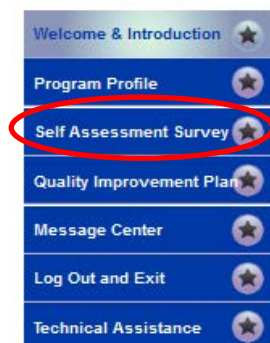 Welcome & Introduction
Program Profile
Self Assessment Survey
Quality Improvement Plan
Message Center
Log Out and Exit
Technical Assistance